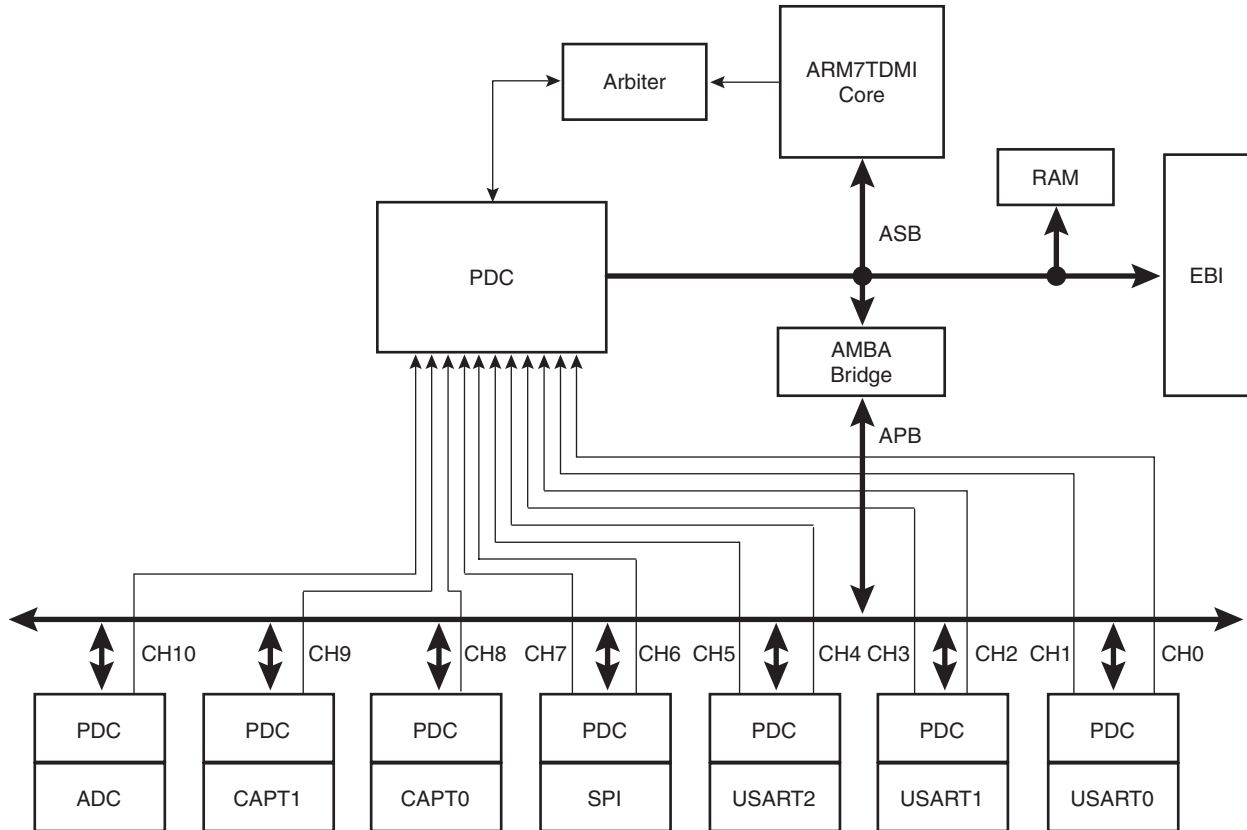 Arbiter
ARM7TDMI
Core
RAM
PDC
ASB
EBI
AMBA
Bridge
APB
CH10
CH9
CH8
CH7
CH6
CH5
CH4
CH3
CH2
CH1
CH0
PDC
PDC
PDC
PDC
PDC
PDC
PDC
ADC
CAPT1
CAPT0
SPI
USART2
USART1
USART0